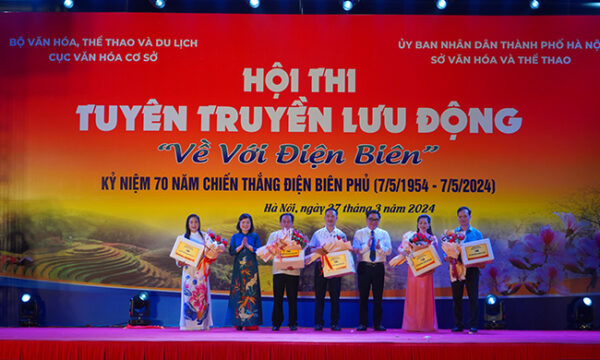 BỘ VĂN HÓA, THỂ THAO VÀ DU LỊCH
CỤC VĂN HÓA CƠ SỞ
ỦY BAN NHÂN DÂN THÀNH PHỐ HÀ NỘI
SỞ VĂN HÓA VÀ THỂ THAO
HỘI THI
TUYÊN TRUYỀN LƯU ĐỘNG
“Về Với Điện Biên”
KỶ NIỆM 70 NĂM CHIẾN THẮNG ĐIỆN BIÊN PHỦ (7/5/1954 - 7/5/2024)
Hà Nội, ngày 27 tháng 3 năm 2024